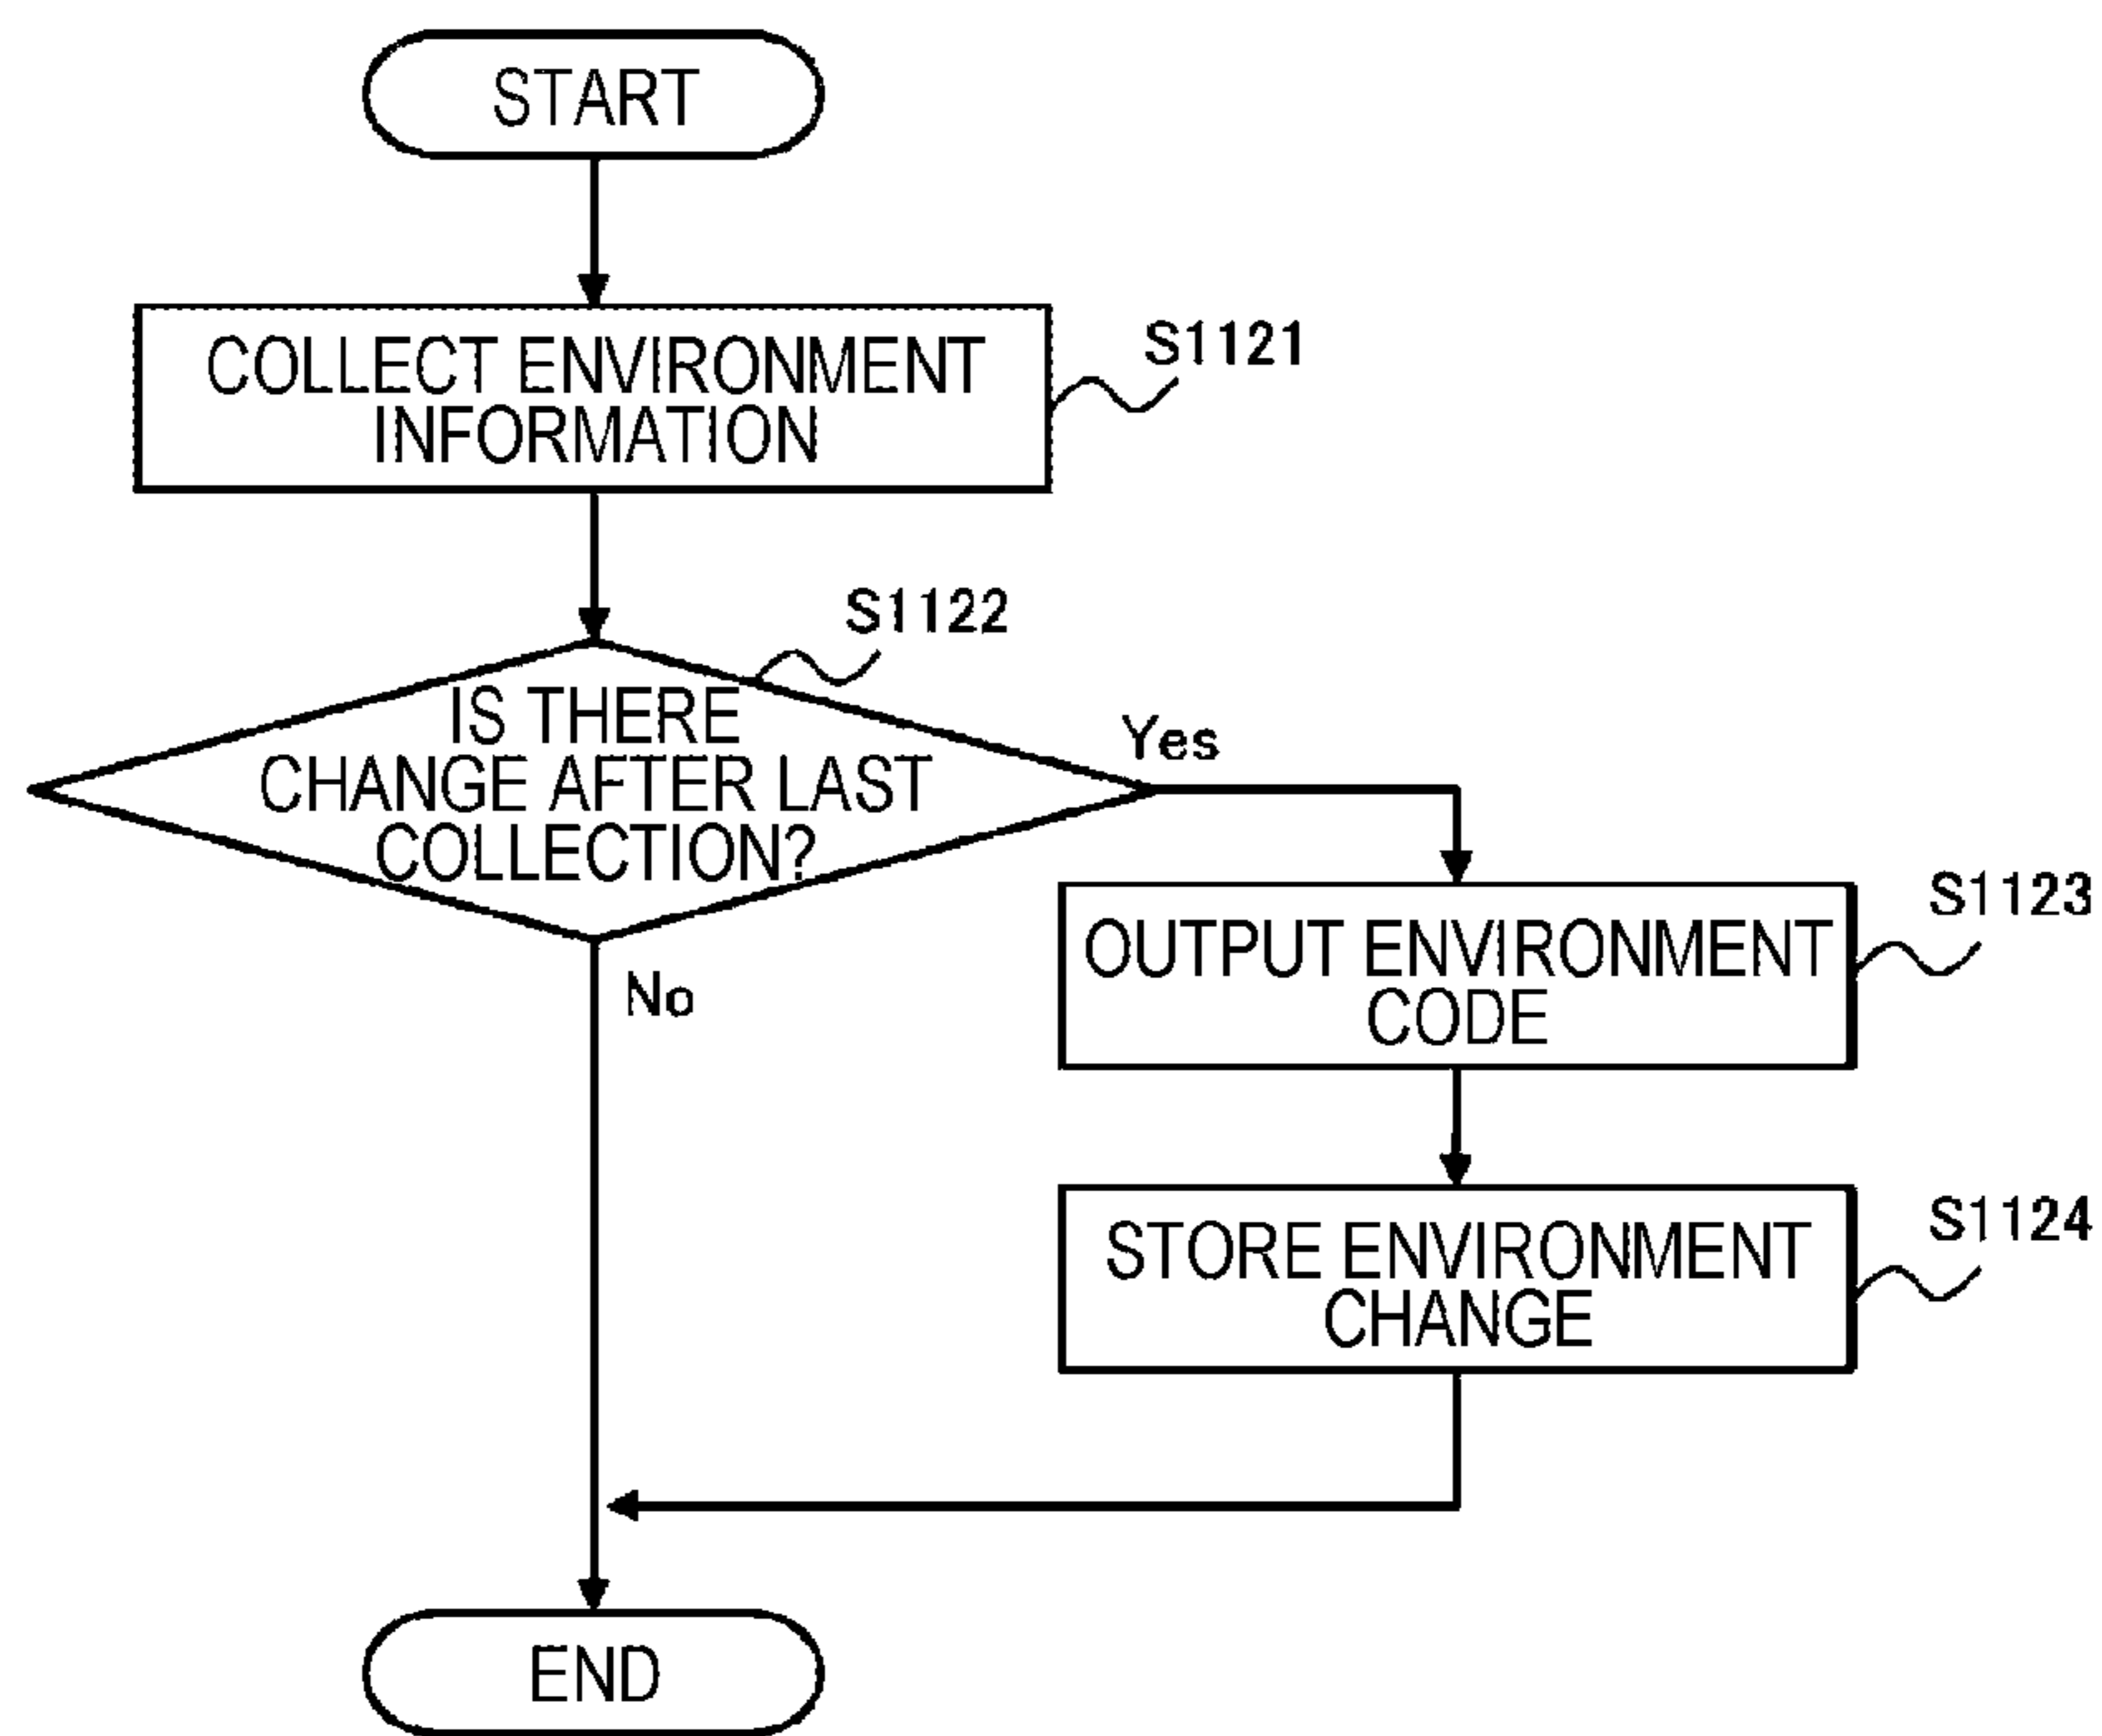 START
COLLECT ENVIRONMENT
INFORMATION
S1121
S1122
IS THERE
CHANGE AFTER LAST
COLLECTION?
Yes
No
OUTPUT ENVIRONMENT
CODE
S1123
STORE ENVIRONMENT
CHANGE
S1124
END